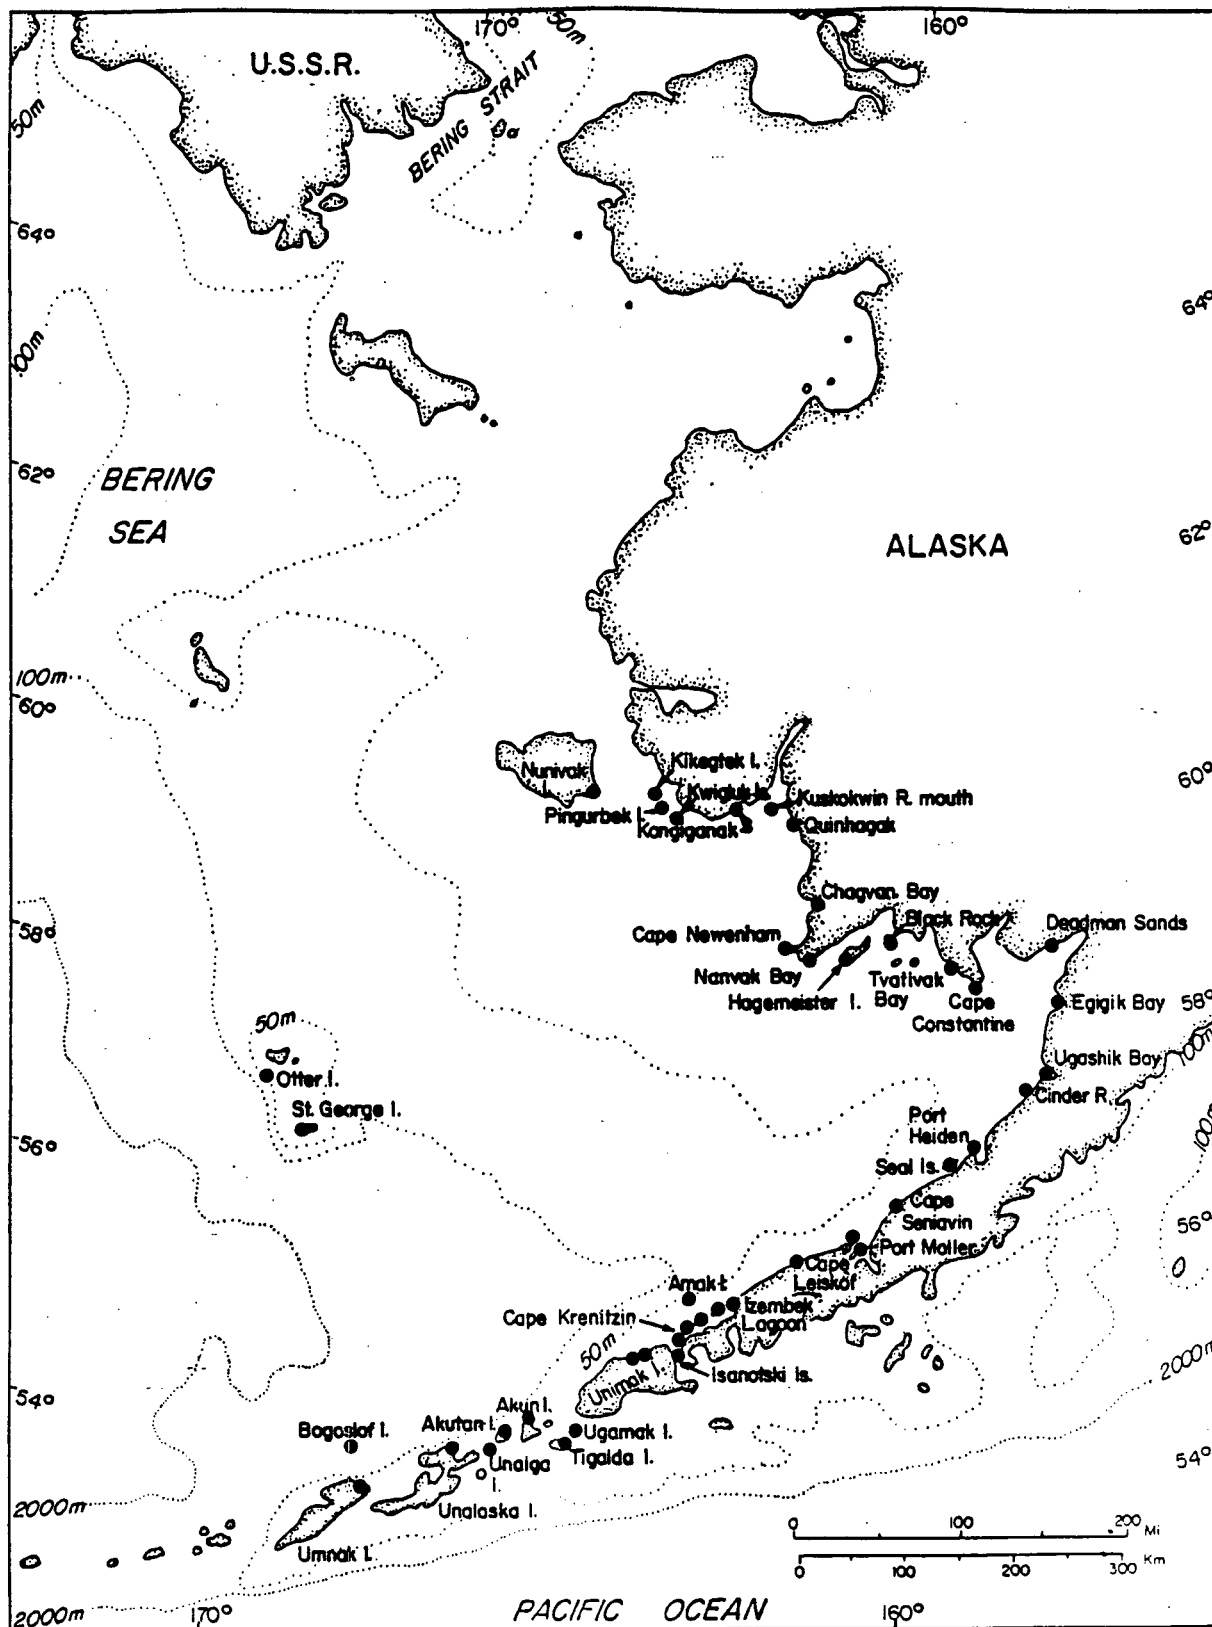 170°
160°
50m
U.S.S.R.
BERING STRAIT
50m
64°
64°
100m
62°
BERING
SEA
62°
ALASKA
100m
60°
60°
Nunivak
I.
Kikegtek I.
Kwigluk Is.
Pingurbek I.
Kongiganak
Kuskokwin R. mouth
Quinhagak
Chagvan Bay
Black Rock
Deadman Sands
58°
Cape Newenham
Nanvak Bay
Hagemeister I.
Tvativak
Bay
Cape
Constantine
Egigik Bay
58°
50m
Otter I.
St. George I.
Ugashik Bay
100m
Cinder R.
Port
Heiden
100m
56°
Seal Is.
Cape
Seniavin
56°
Port Moller
Cape
Leiskof
Amak I.
Izembek
Lagoon
Cape Krenitzin
50m
2000m
Unimak I.
Isanotski Is.
54°
Akun I.
Akutan I.
Bogoslof I.
Ugamak I.
Tigalda I.
Unalga
I.
54°
Unalaska I.
2000m
Umnak I.
0 100 200 Mi
0 100 200 300 Km
2000m
170°
PACIFIC OCEAN
160°